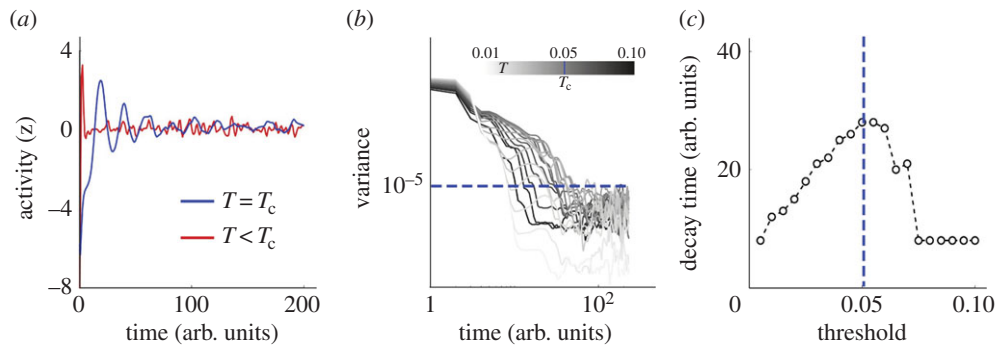 (a)
4
0
−4
−8
activity (z)
T = Tc
T < Tc
0
100
200
time (arb. units)
(b)
0.01
0.05
0.10
T
Tc
variance
10−5
1
102
time (arb. units)
(c)
40
20
0
decay time (arb. units)
0.05
0.10
threshold